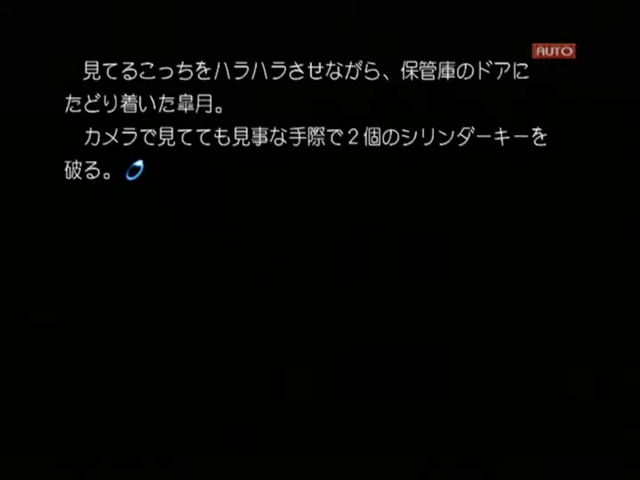 AUTO
見てるこっちをハラハラさせながら、保管庫のドアに
たどり着いた皐月。
カメラで見てても見事な手際で２個のシリンダーキーを
破る。